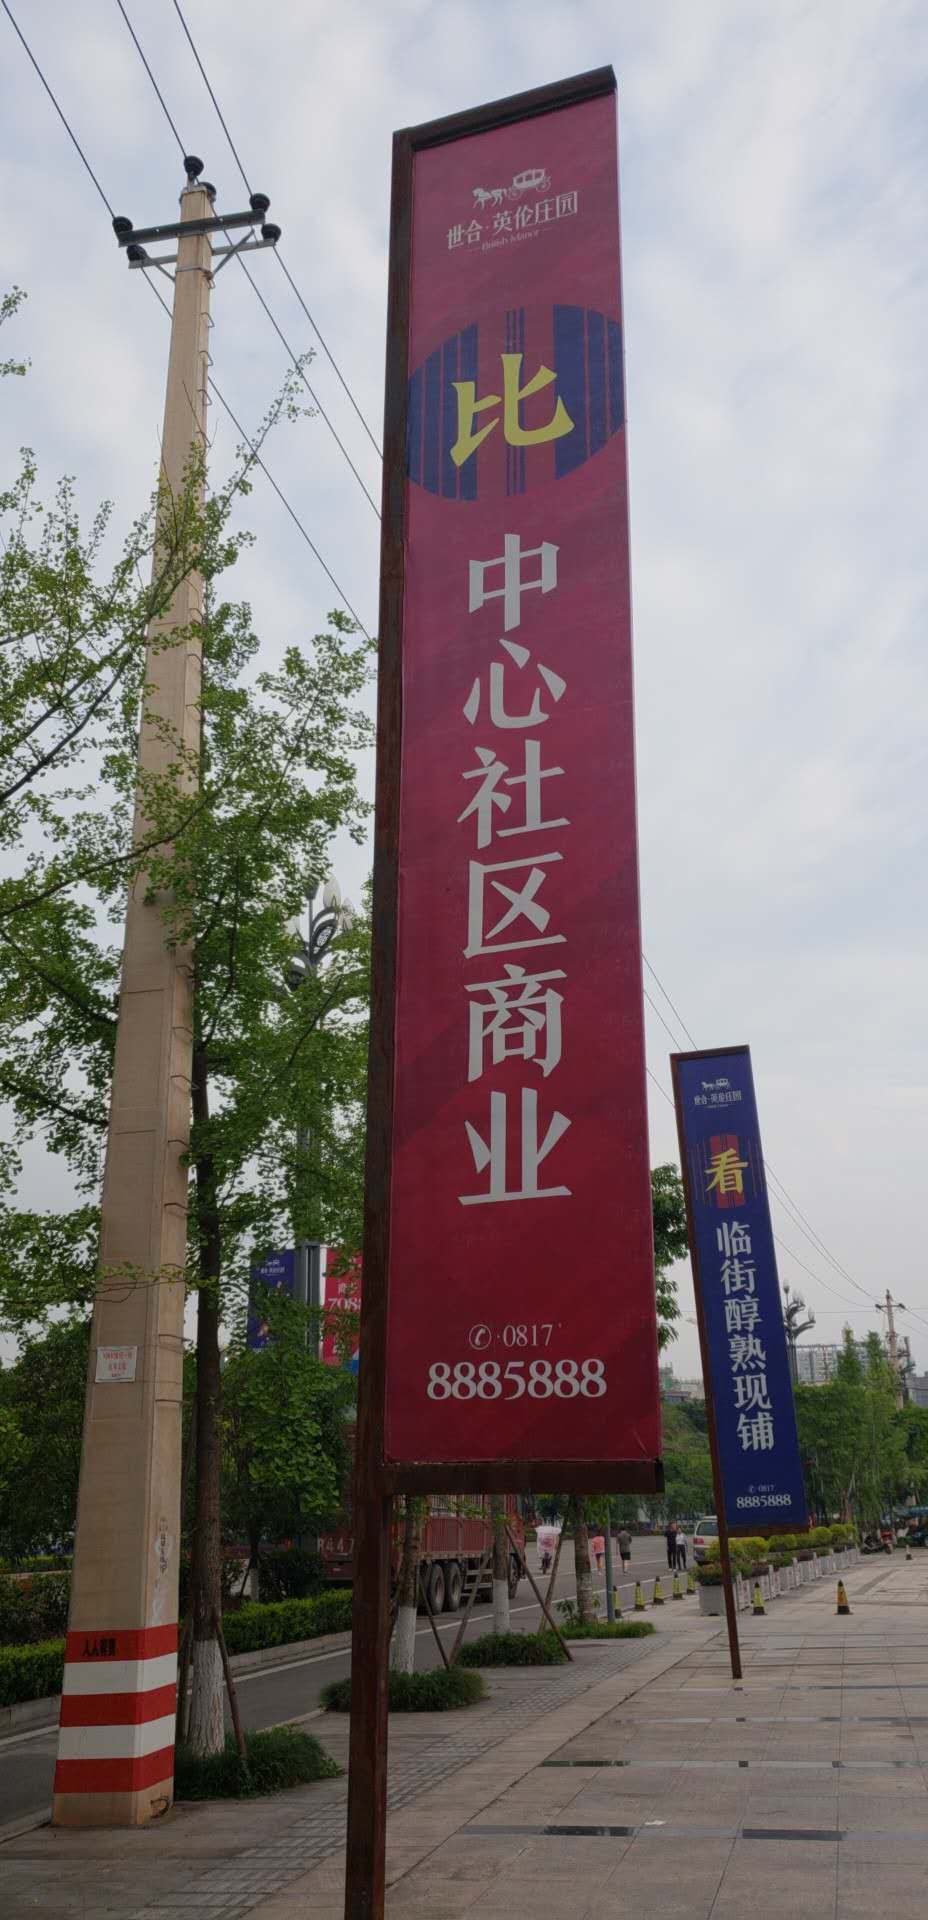 世合·英伦庄园
British Manor
比
中心社区商业
0817
8885888
世合·英伦庄园
看
临街醇熟现铺
0817
8885888